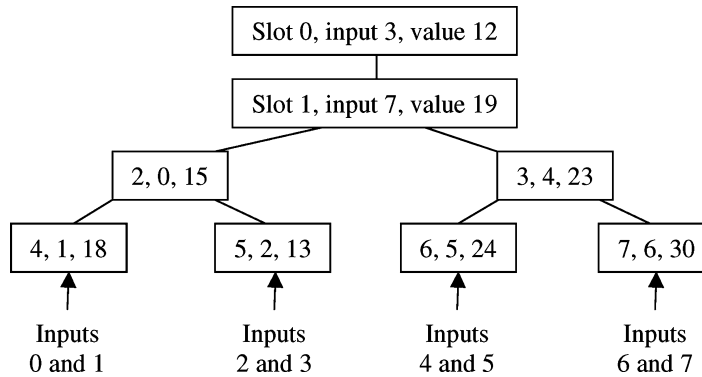 Slot 0, input 3, value 12
Slot 1, input 7, value 19
2, 0, 15
3, 4, 23
4, 1, 18
5, 2, 13
6, 5, 24
7, 6, 30
Inputs
0 and 1
Inputs
2 and 3
Inputs
4 and 5
Inputs
6 and 7